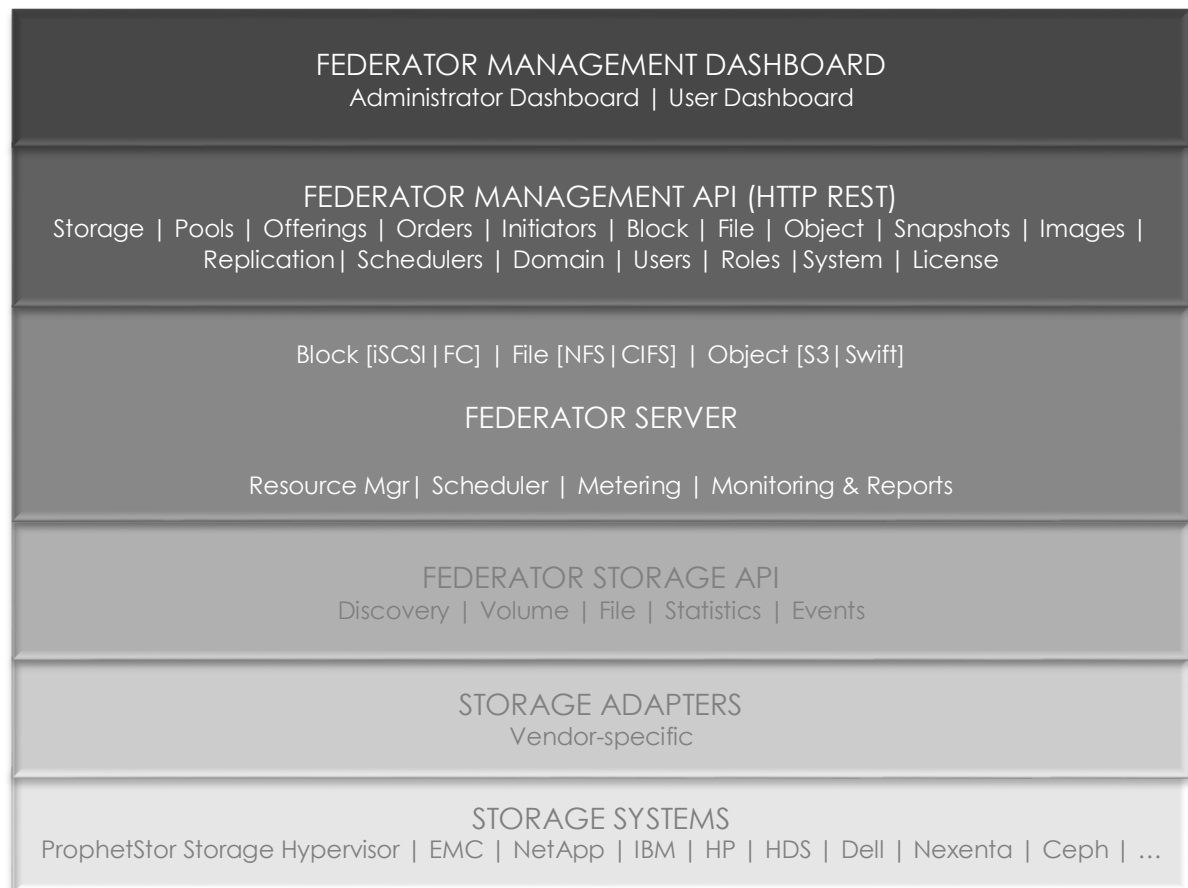 FEDERATOR MANAGEMENT DASHBOARD
Administrator Dashboard | User Dashboard
FEDERATOR MANAGEMENT API (HTTP REST)
Storage | Pools | Offerings | Orders | Initiators | Block | File | Object | Snapshots | Images |
Replication| Schedulers | Domain | Users | Roles |System | License
Block [iSCSI|FC] | File [NFS|CIFS] | Object [S3|Swift]
FEDERATOR SERVER
Resource Mgr| Scheduler | Metering | Monitoring & Reports
FEDERATOR STORAGE API
Discovery | Volume | File | Statistics | Events
STORAGE ADAPTERS
Vendor-specific
STORAGE SYSTEMS
ProphetStor Storage Hypervisor | EMC | NetApp | IBM | HP | HDS | Dell | Nexenta | Ceph | …